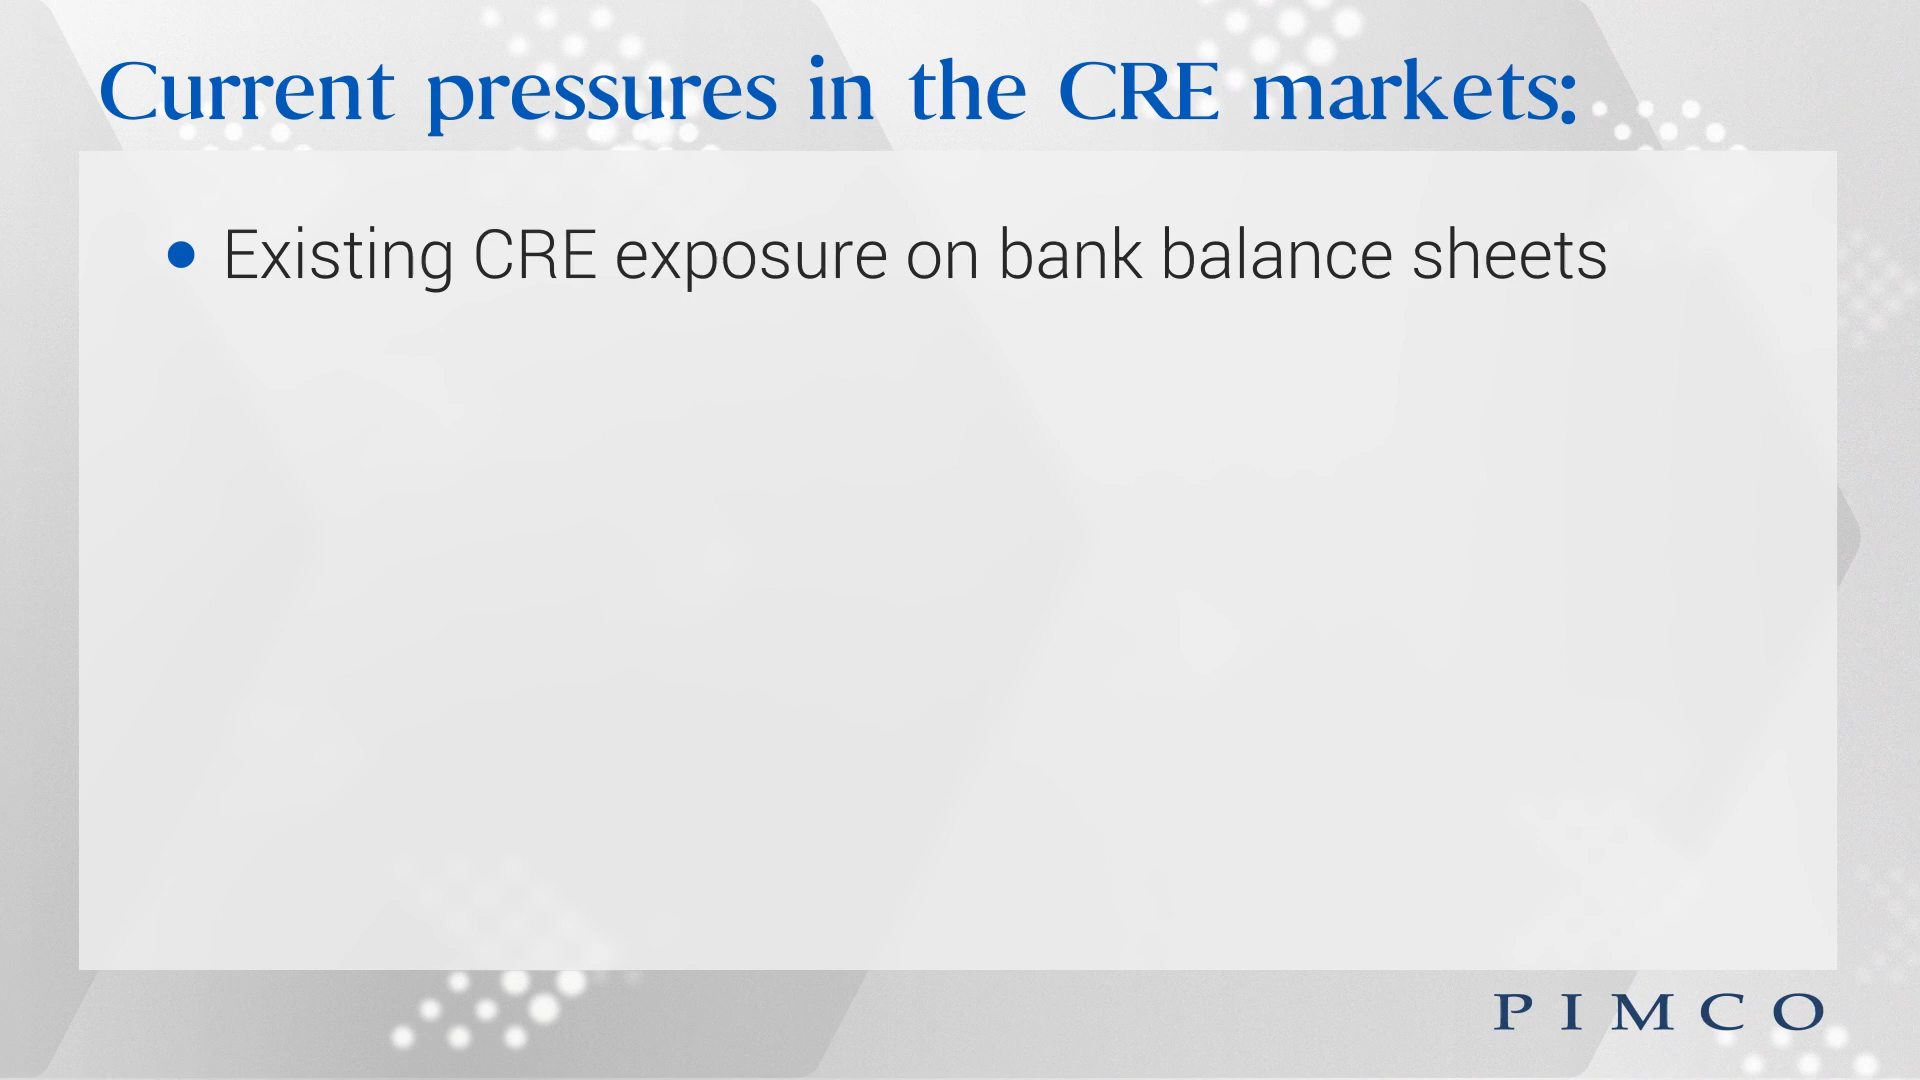 Current pressures in the CRE markets:
• Existing CRE exposure on bank balance sheets
PIMCO